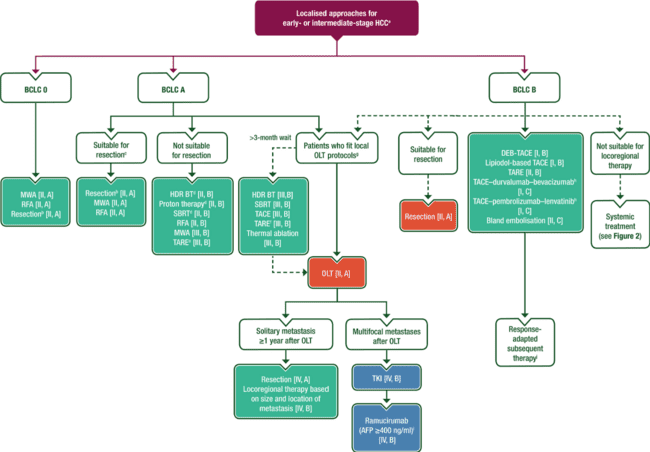 Localised approaches for
early- or intermediate-stage HCCᵃ
BCLC 0
BCLC A
BCLC B
Suitable for
resectionᶜ
Not suitable
for resection
>3-month wait
Patients who fit local
OLT protocolsᵍ
Suitable for
resection
DEB-TACE [I, B]
Lipiodol-based TACE [I, B]
TARE [II, B]
TACE–durvalumab–bevacizumabʰ
[I, C]
TACE–pembrolizumab–lenvatinibʰ
[I, C]
Bland embolisation [II, C]
Not suitable for
locoregional
therapy
MWA [II, A]
RFA [II, A]
Resectionᵇ [II, A]
Resectionᵇ [II, A]
MWA [II, A]
RFA [II, A]
HDR BTᵈ [II, B]
Proton therapyᵈ [II, B]
SBRTᵈ [II, B]
RFA [II, B]
MWA [III, B]
TAREᵉ [III, B]
HDR BT [III,B]
SBRT [III, B]
TACE [III, B]
TAREᶠ [III, B]
Thermal ablation
[III, B]
Resection [II, A]
Systemic
treatment
(see Figure 2)
OLT [II, A]
Solitary metastasis
≥1 year after OLT
Multifocal metastases
after OLT
Response-
adapted
subsequent
therapyʲ
Resection [IV, A]
Locoregional therapy based
on size and location of
metastasis [IV, B]
TKI [IV, B]
Ramucirumab
(AFP ≥400 ng/ml)ⁱ
[IV, B]